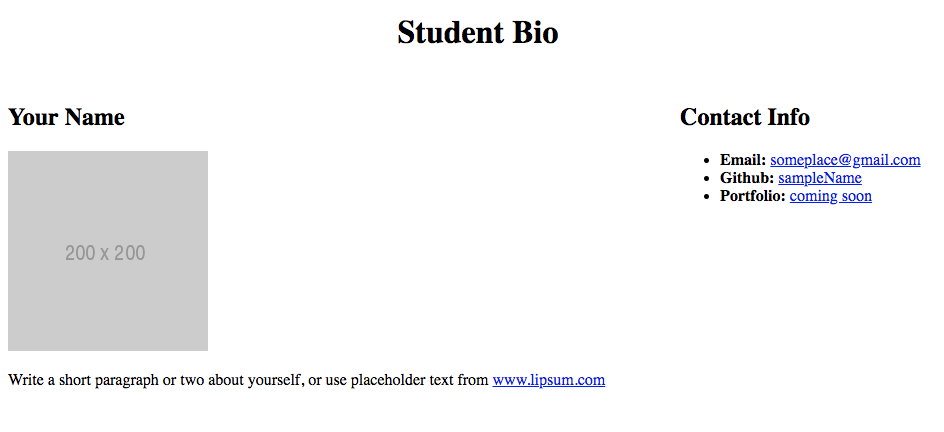 Student Bio
Your Name
200 x 200
Write a short paragraph or two about yourself, or use placeholder text from www.lipsum.com
Contact Info
Email: someplace@gmail.com
Github: sampleName
Portfolio: coming soon